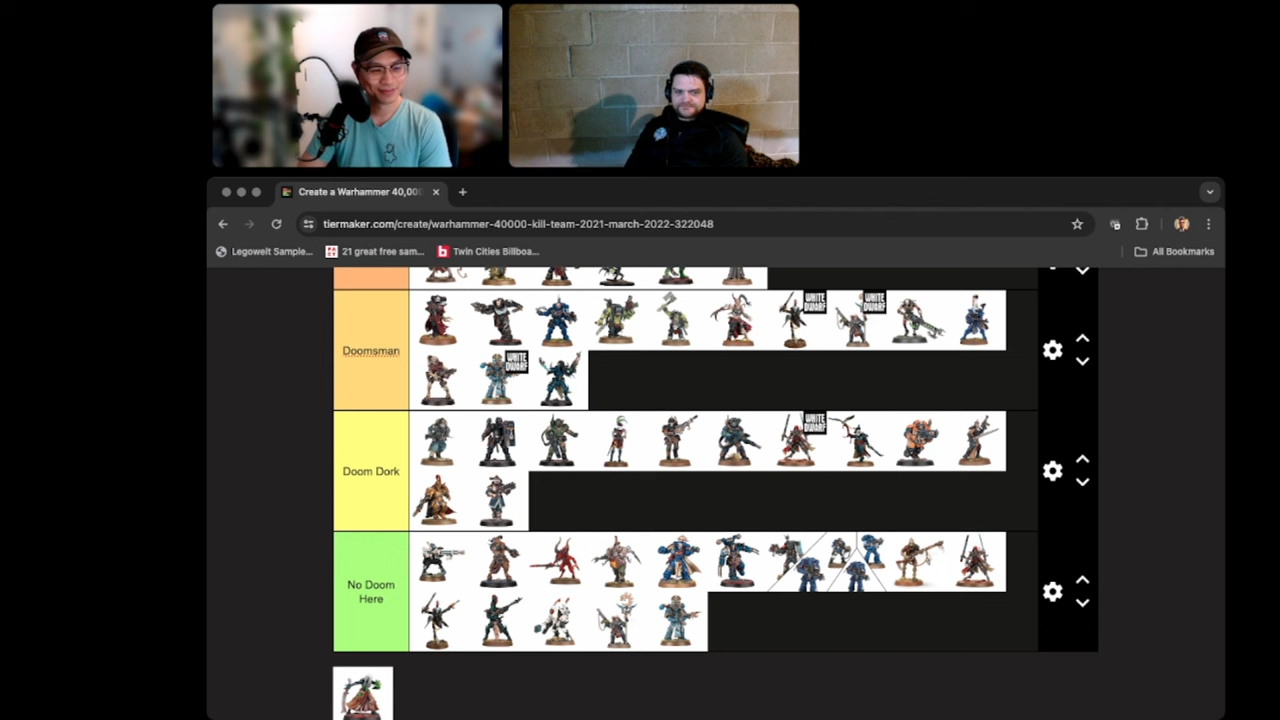 Create a Warhammer 40,00
tiermaker.com/create/warhammer-40000-kill-team-2021-march-2022-322048
Legowelt Sample...
21 great free sam...
b
Twin Cities Billboa...
All Bookmarks
WHITE DWARF
WHITE DWARF
Doomsman
WHITE DWARF
WHITE DWARF
Doom Dork
No Doom
Here